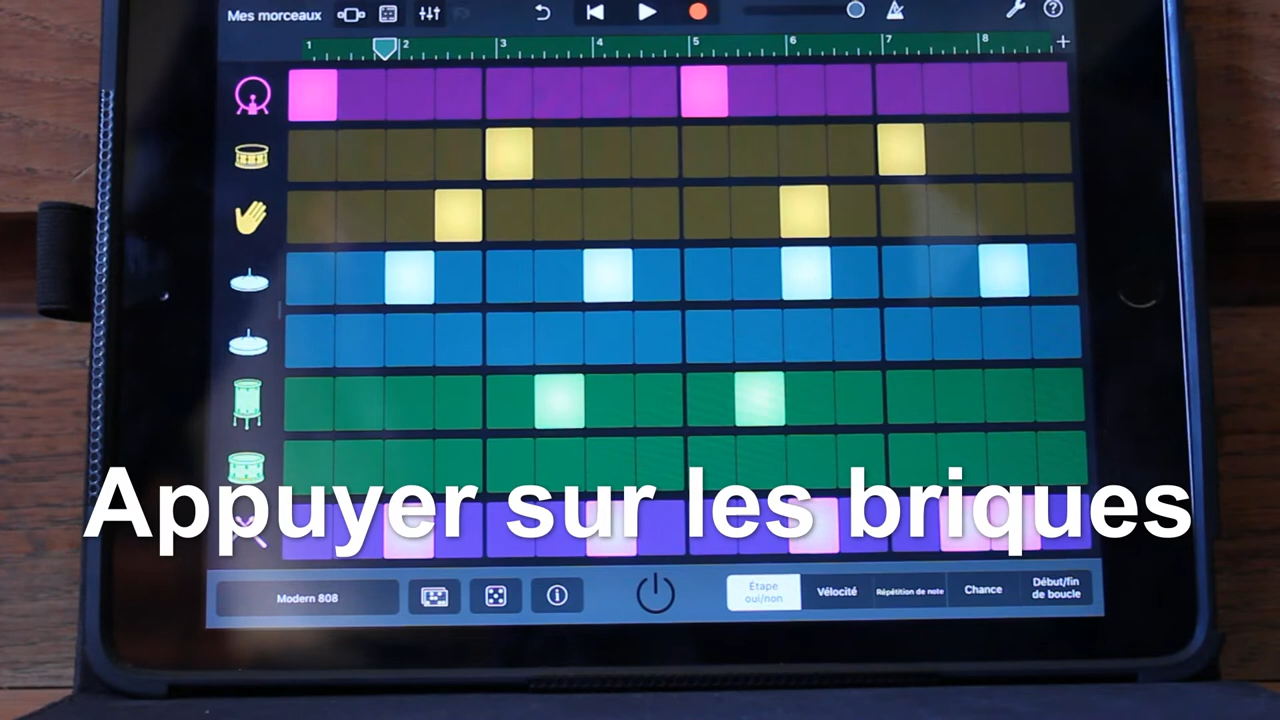 Mes morceaux
1 2 3 4 5 6 7 8
Appuyer sur les briques
Modern 808
Étape
oui/non
Vélocité
Répétition de note
Chance
Début/fin
de boucle